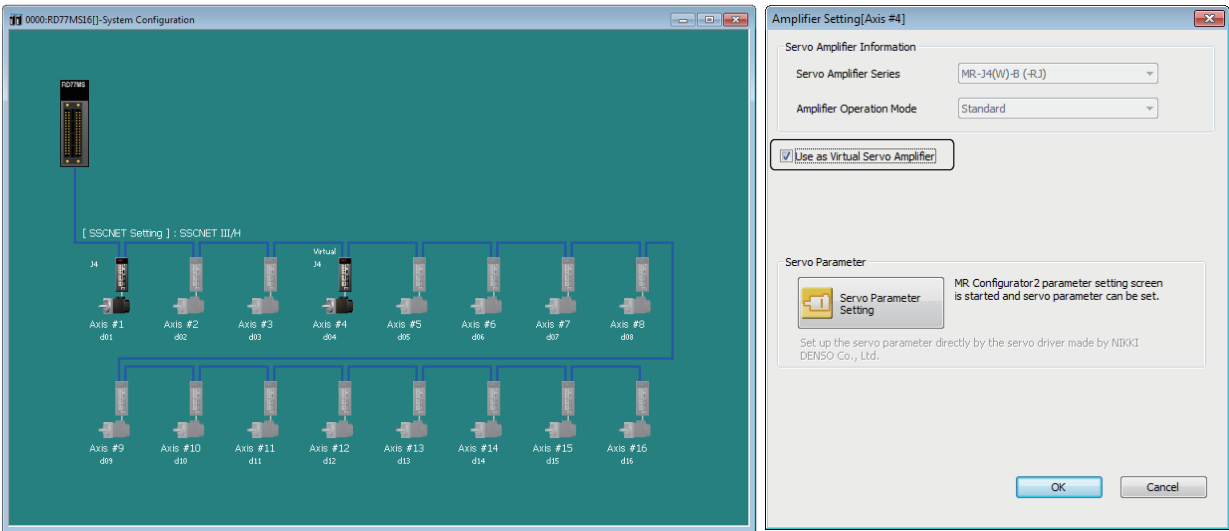 0000:RD77MS16[]-System Configuration
RD77MS
[ SSCNET Setting ] : SSCNET III/H
Virtual
J4 J4
Axis #1 Axis #2 Axis #3 Axis #4 Axis #5 Axis #6 Axis #7 Axis #8
d01 d02 d03 d04 d05 d06 d07 d08
Axis #9 Axis #10 Axis #11 Axis #12 Axis #13 Axis #14 Axis #15 Axis #16
d09 d10 d11 d12 d13 d14 d15 d16
Amplifier Setting[Axis #4]
Servo Amplifier Information
Servo Amplifier Series MR-J4(W)-B (-RJ)
Amplifier Operation Mode Standard
Use as Virtual Servo Amplifier
Servo Parameter
Servo Parameter
Setting
MR Configurator2 parameter setting screen
is started and servo parameter can be set.
Set up the servo parameter directly by the servo driver made by NIKKI
DENSO Co., Ltd.
OK Cancel